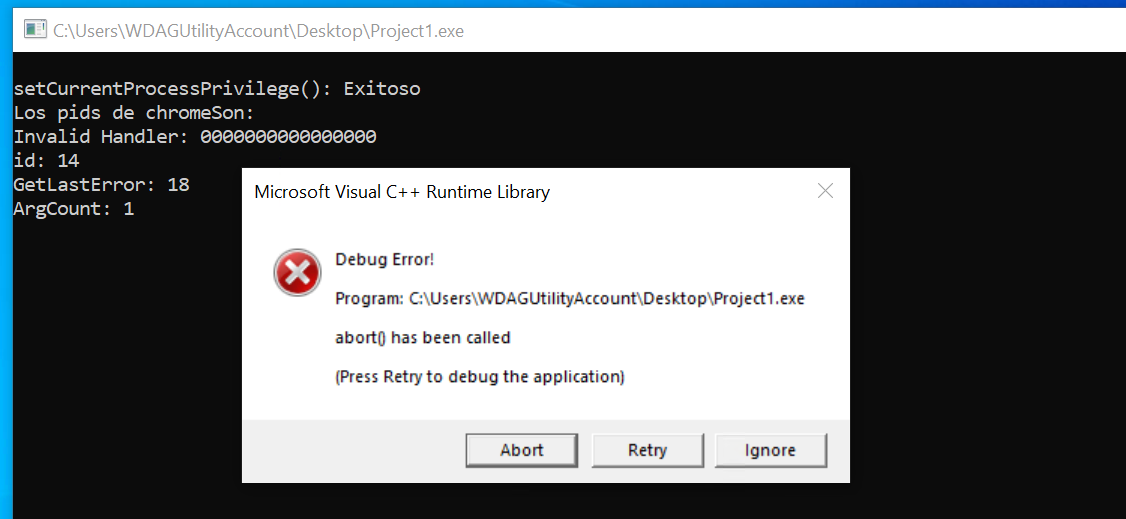 C:\Users\WDAGUtilityAccount\Desktop\Project1.exe
setCurrentProcessPrivilege(): Exitoso
Los pids de chromeSon:
Invalid Handler: 0000000000000000
id: 14
GetLastError: 18
ArgCount: 1
Microsoft Visual C++ Runtime Library
Debug Error!
Program: C:\Users\WDAGUtilityAccount\Desktop\Project1.exe
abort() has been called
(Press Retry to debug the application)
Abort Retry Ignore